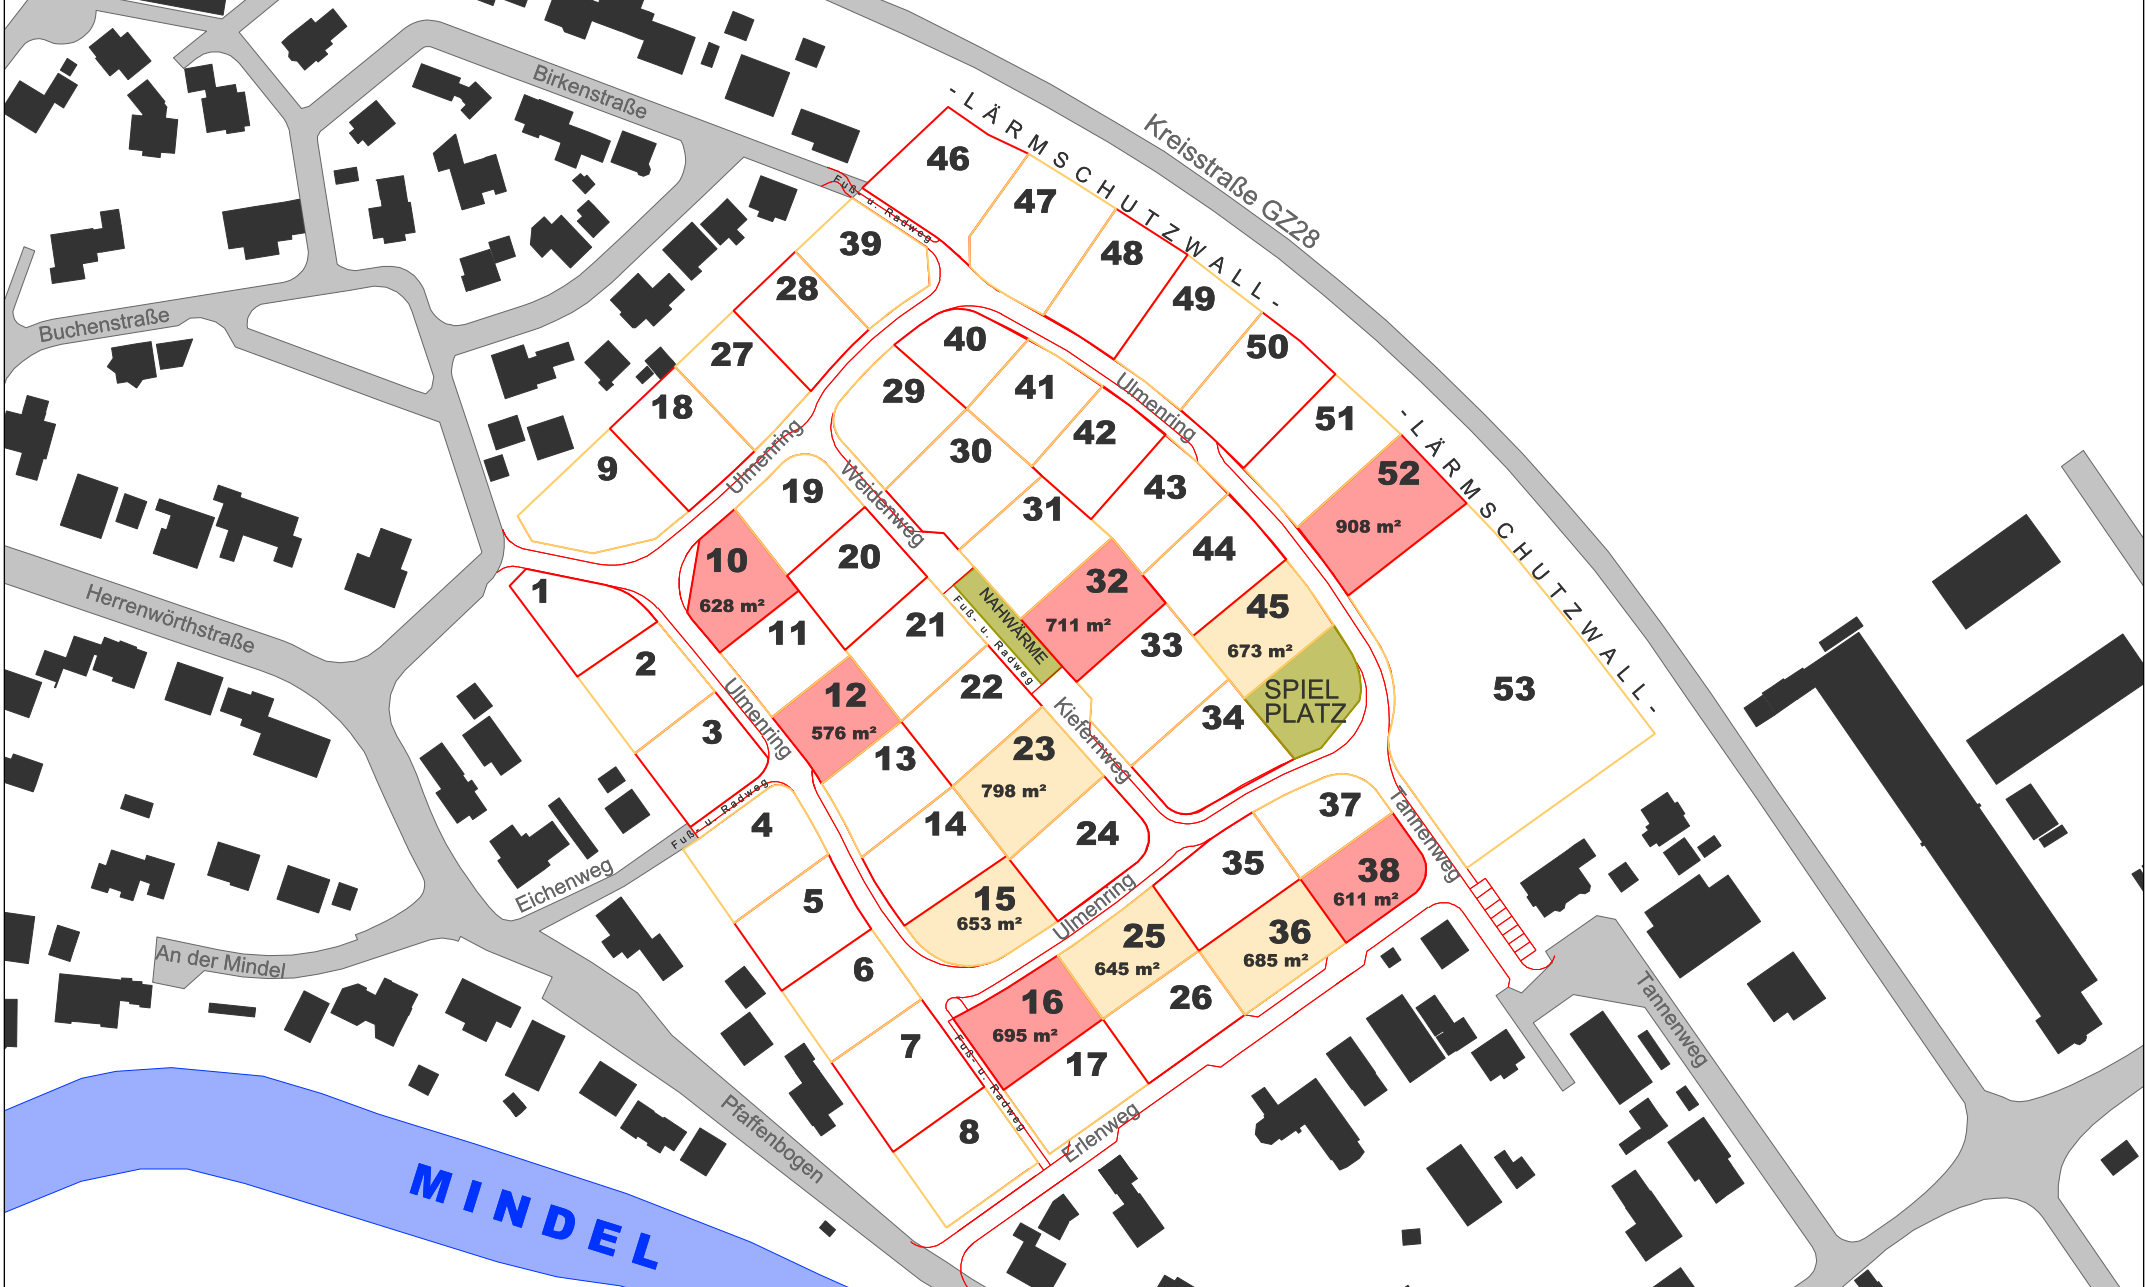 Birkenstraße
- LÄRMSCHUTZWALL -
Kreisstraße GZ28
46
Fuß- u. Radweg
47
39
48
28
49
Buchenstraße
40
50
27
29
41
Ulmenring
18
51
42
- LÄRMSCHUTZWALL -
30
9
Ulmenring
Weidenweg
52
908 m²
19
43
31
20
44
10
628 m²
32
711 m²
1
Herrenwörthstraße
NAHWÄRME
Fuß- u. Radweg
45
673 m²
11
21
33
2
12
576 m²
22
SPIEL
PLATZ
53
3
Ulmenring
34
Kiefernweg
13
23
798 m²
Fuß- u. Radweg
4
14
24
37
Tannenweg
35
38
611 m²
Eichenweg
5
15
653 m²
Ulmenring
25
645 m²
36
685 m²
An der Mindel
6
16
695 m²
26
Tannenweg
7
17
Fuß- u. Radweg
Pfaffenbogen
8
Erlenweg
MINDEL